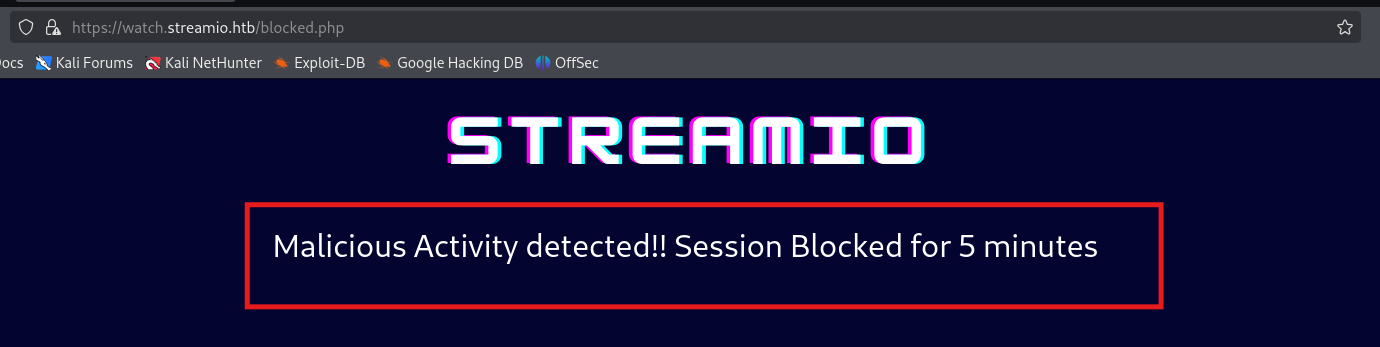 https://watch.streamio.htb/blocked.php
ocs Kali Forums Kali NetHunter Exploit-DB Google Hacking DB OffSec
STREAMIO
Malicious Activity detected!! Session Blocked for 5 minutes